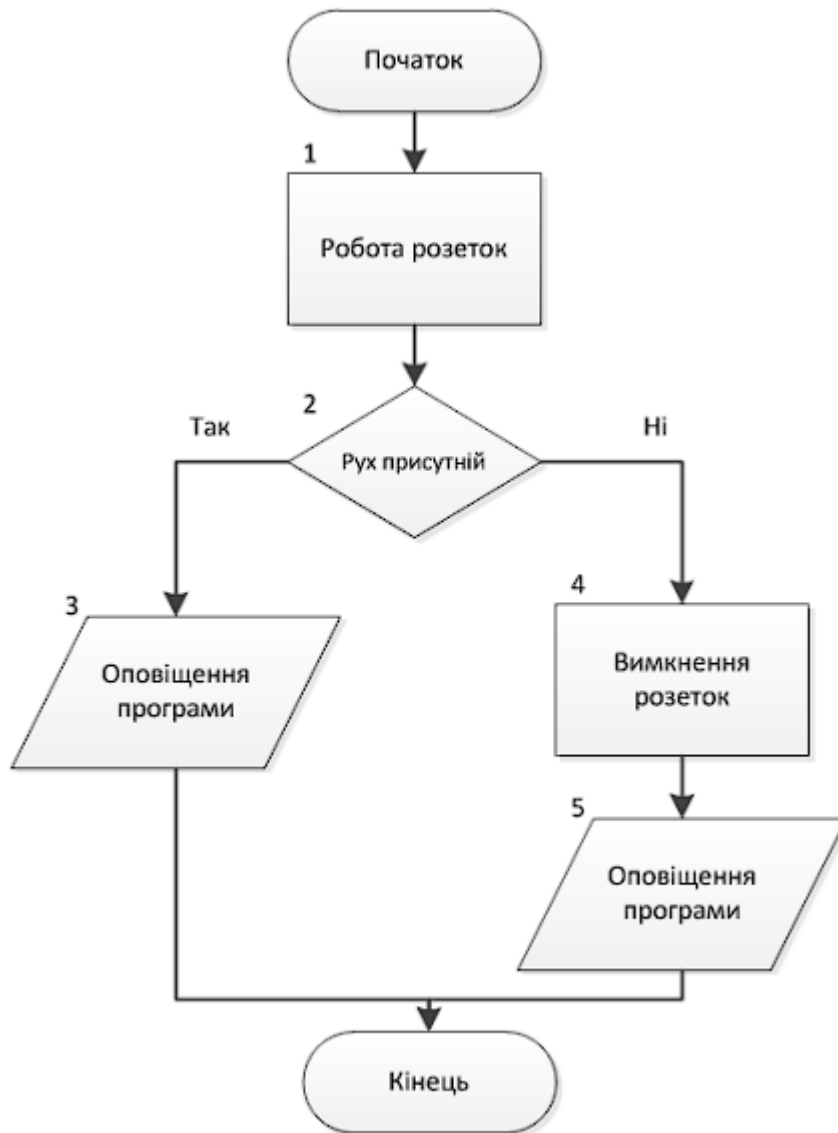 Початок
1
Робота розеток
2
Так
Рух присутній
Ні
3
Оповіщення
програми
4
Вимкнення
розеток
5
Оповіщення
програми
Кінець